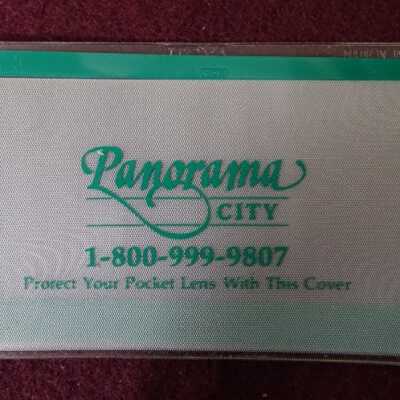 Panorama
CITY
1-800-999-9807
Protect Your Pocket Lens With This Cover